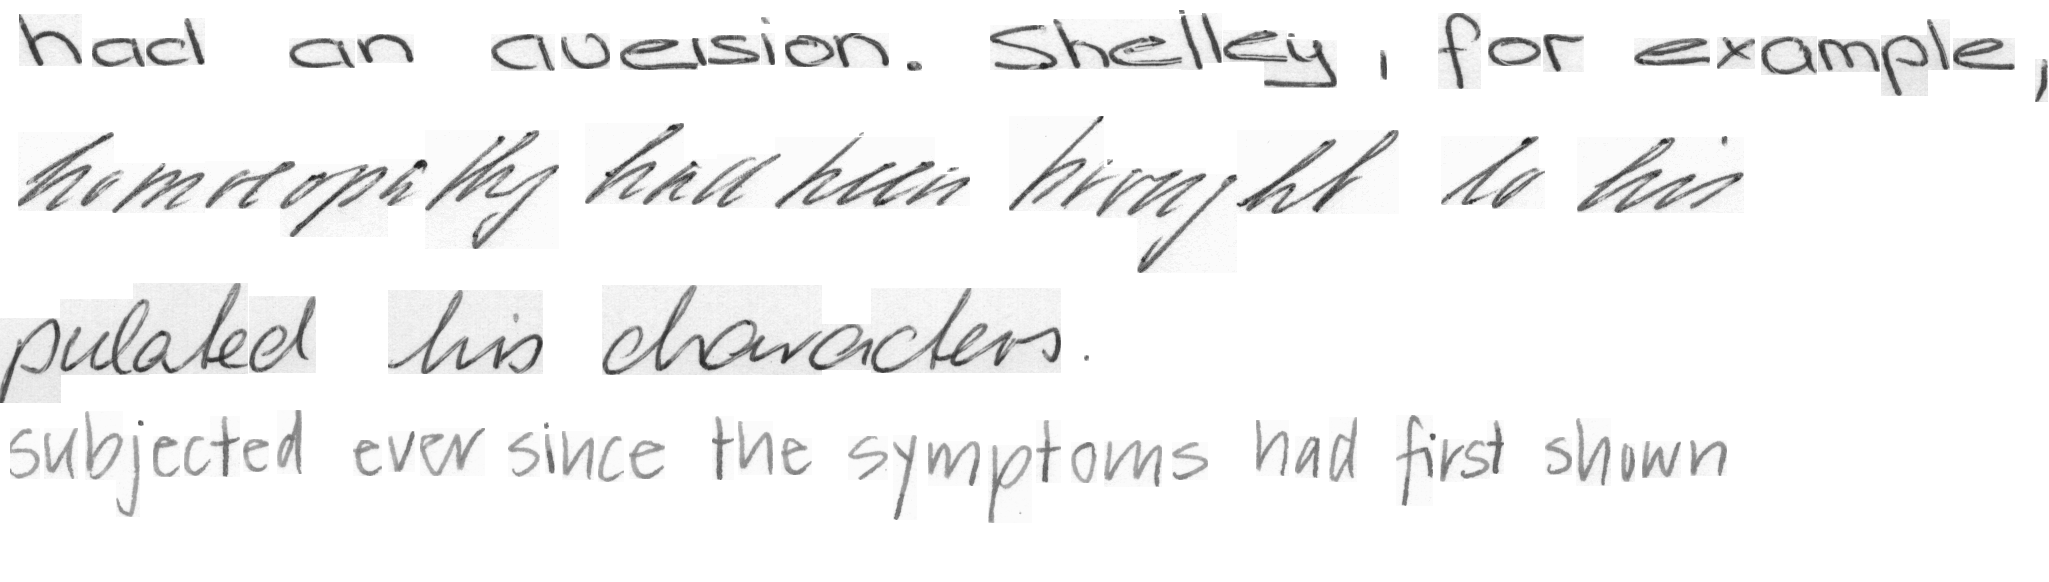 had an aversion. Shelley, for example,
homoeopathy had been brought to his
pulated his characters.
subjected ever since the symptoms had first shown